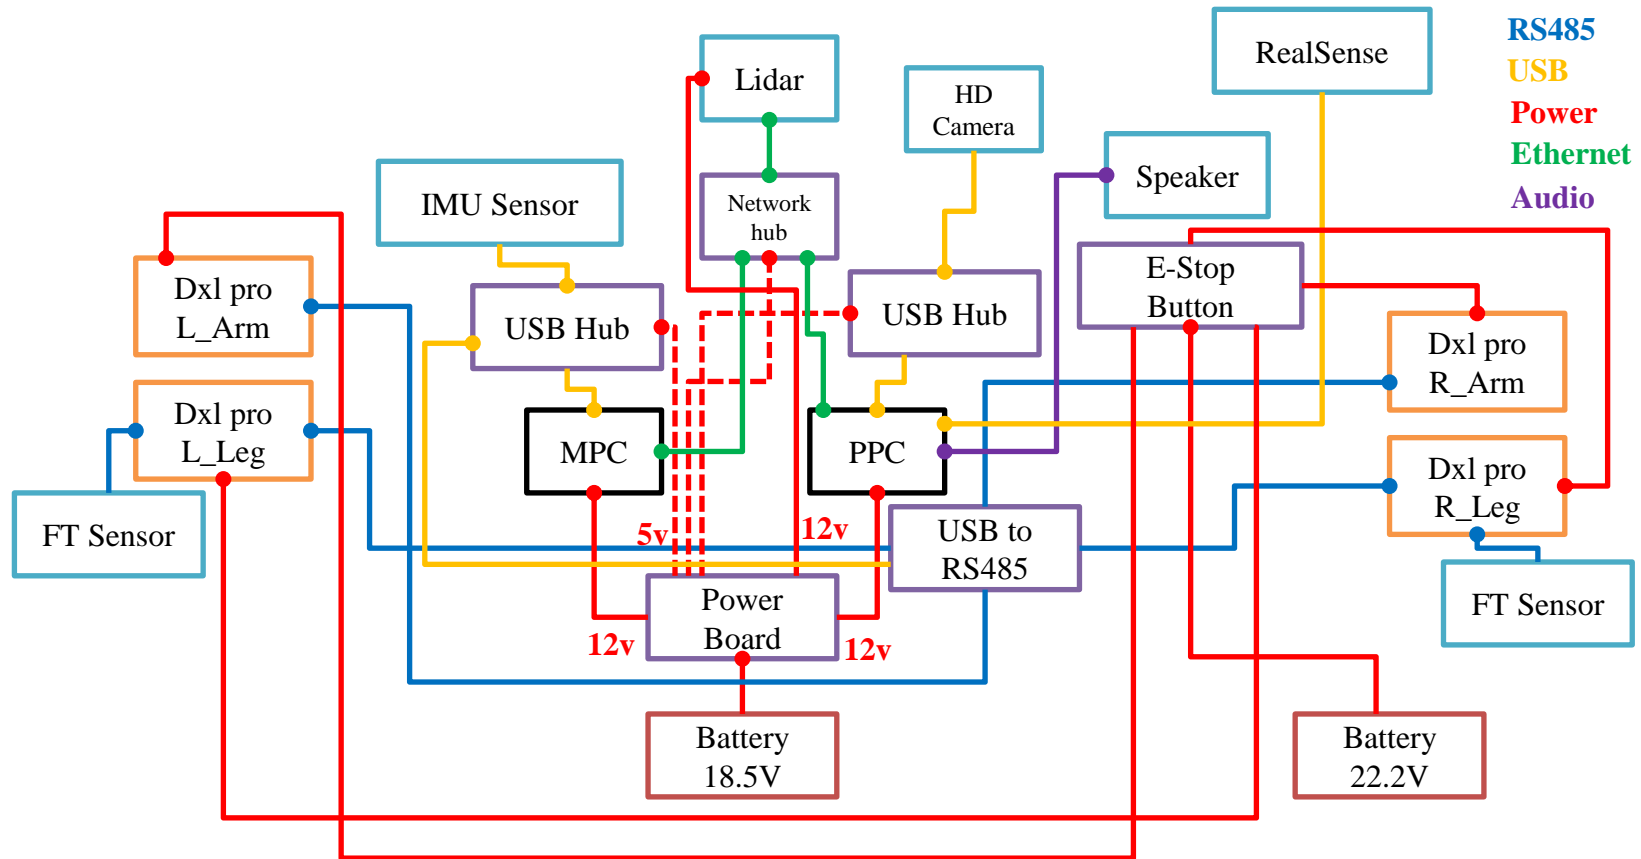 RS485
USB
Power
Ethernet
Audio
RealSense
Lidar
HD
Camera
Speaker
IMU Sensor
Network
hub
E-Stop
Button
Dxl pro
L_Arm
USB Hub
USB Hub
Dxl pro
R_Arm
Dxl pro
L_Leg
MPC
PPC
Dxl pro
R_Leg
FT Sensor
5v
12v
USB to
RS485
FT Sensor
Power
Board
12v
12v
Battery
18.5V
Battery
22.2V